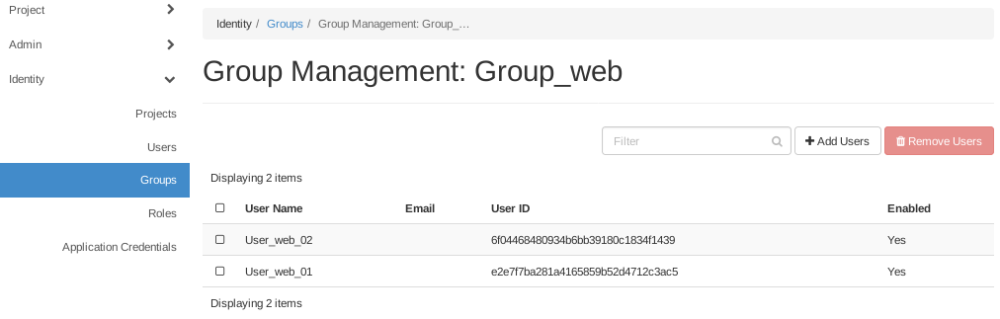 Project
Admin
Identity
Projects
Users
Groups
Roles
Application Credentials
Identity / Groups / Group Management: Group_...
Group Management: Group_web
Filter Add Users Remove Users
Displaying 2 items
User Name Email User ID Enabled
User_web_02 6f04468480934b6bb39180c1834f1439 Yes
User_web_01 e2e7f7ba281a4165859b52d4712c3ac5 Yes
Displaying 2 items